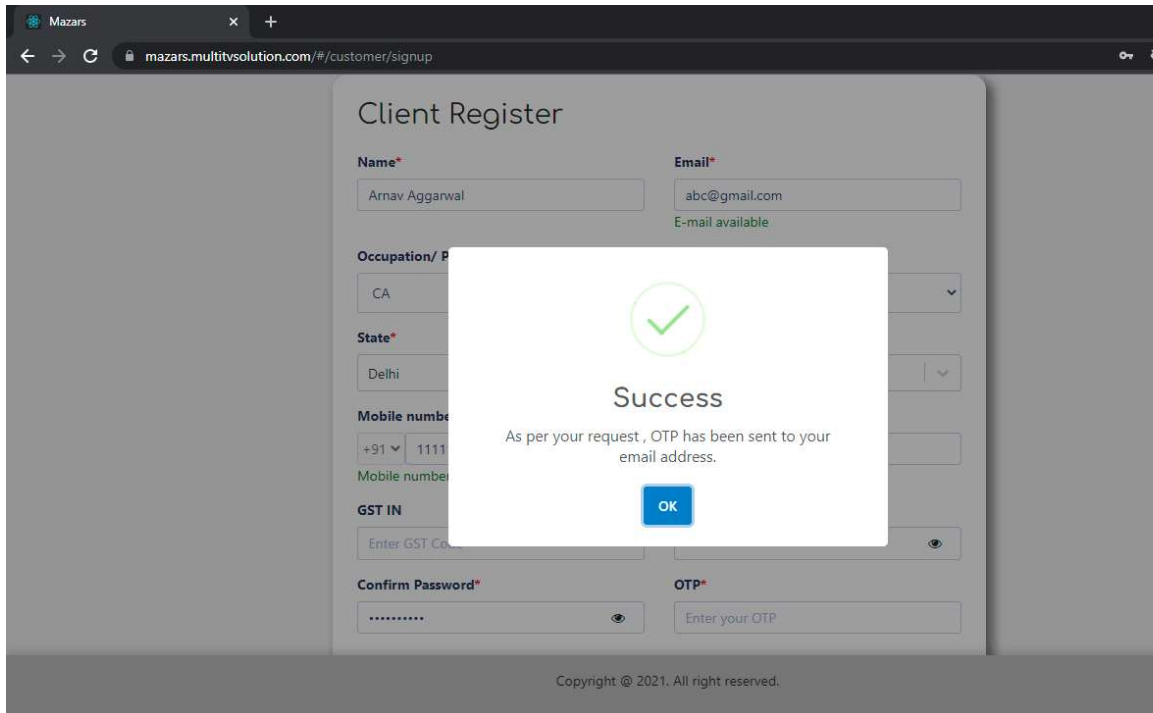 Mazars
mazars.multitvsolution.com/#/customer/signup
Client Register
Name* Email*
Arnav Aggarwal abc@gmail.com
E-mail available
Occupation/ P
CA
State*
Delhi
Success
As per your request , OTP has been sent to your
email address.
OK
Mobile numbe
+91 1111
Mobile number
GST IN
Enter GST Co
Confirm Password* OTP*
•••••••••• Enter your OTP
Copyright @ 2021. All right reserved.